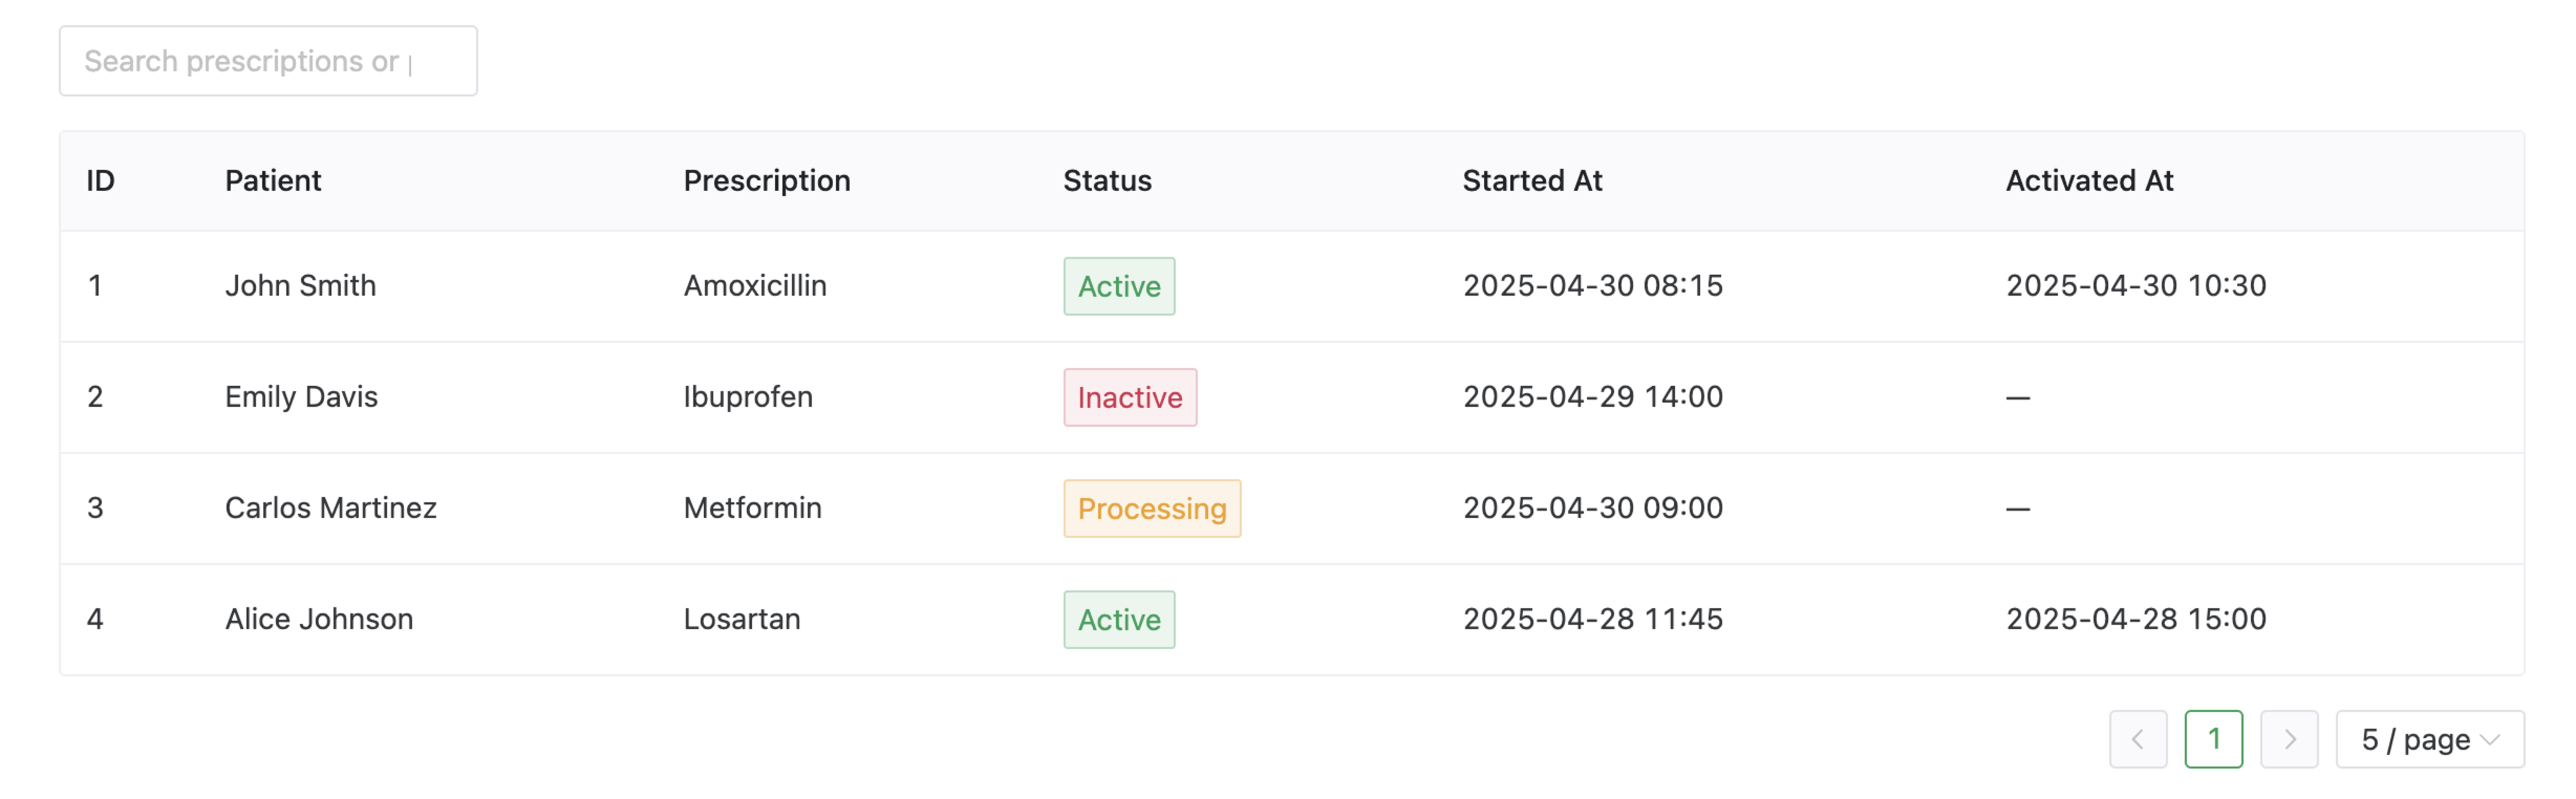 Search prescriptions or
ID Patient Prescription Status Started At Activated At
1 John Smith Amoxicillin Active 2025-04-30 08:15 2025-04-30 10:30
2 Emily Davis Ibuprofen Inactive 2025-04-29 14:00 —
3 Carlos Martinez Metformin Processing 2025-04-30 09:00 —
4 Alice Johnson Losartan Active 2025-04-28 11:45 2025-04-28 15:00
1 5 / page